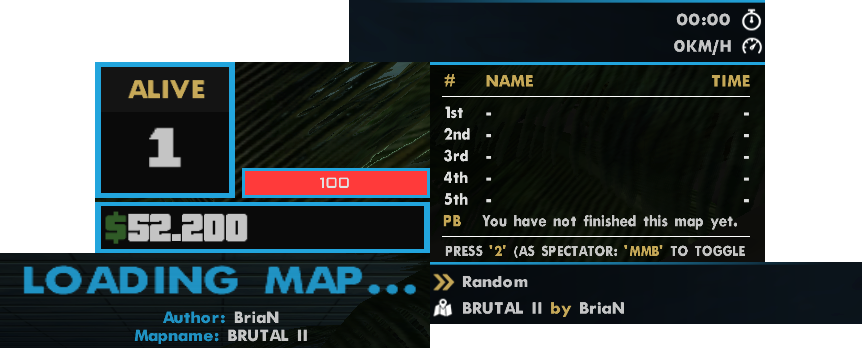 00:00
0KM/H
ALIVE
1
100
$52.200
# NAME TIME
1st - -
2nd - -
3rd - -
4th - -
5th - -
PB You have not finished this map yet.
PRESS '2' (AS SPECTATOR: 'MMB' TO TOGGLE
LOADING MAP...
Author: BriaN
Mapname: BRUTAL II
Random
BRUTAL II by BriaN